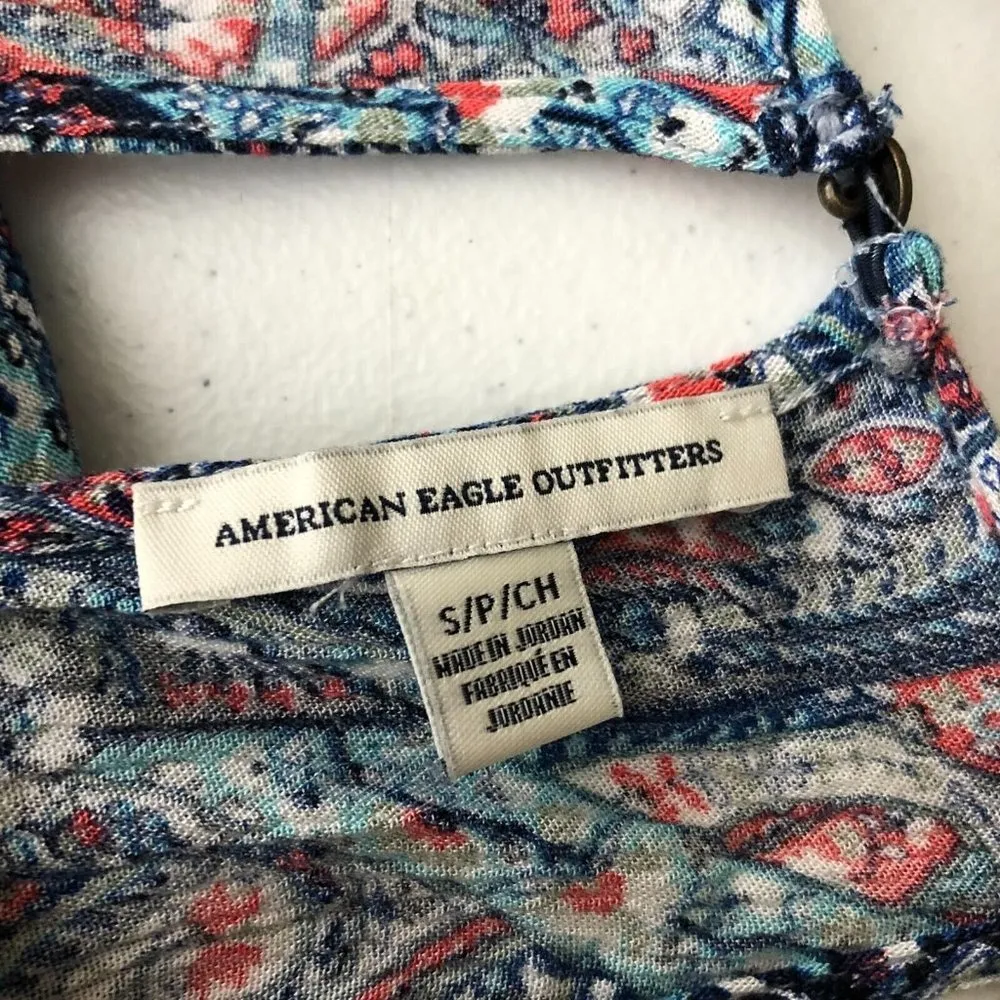 AMERICAN EAGLE OUTFITTERS
S/P/CH
MADE IN JORDAN
FABRIQUÉ EN
JORDANIE